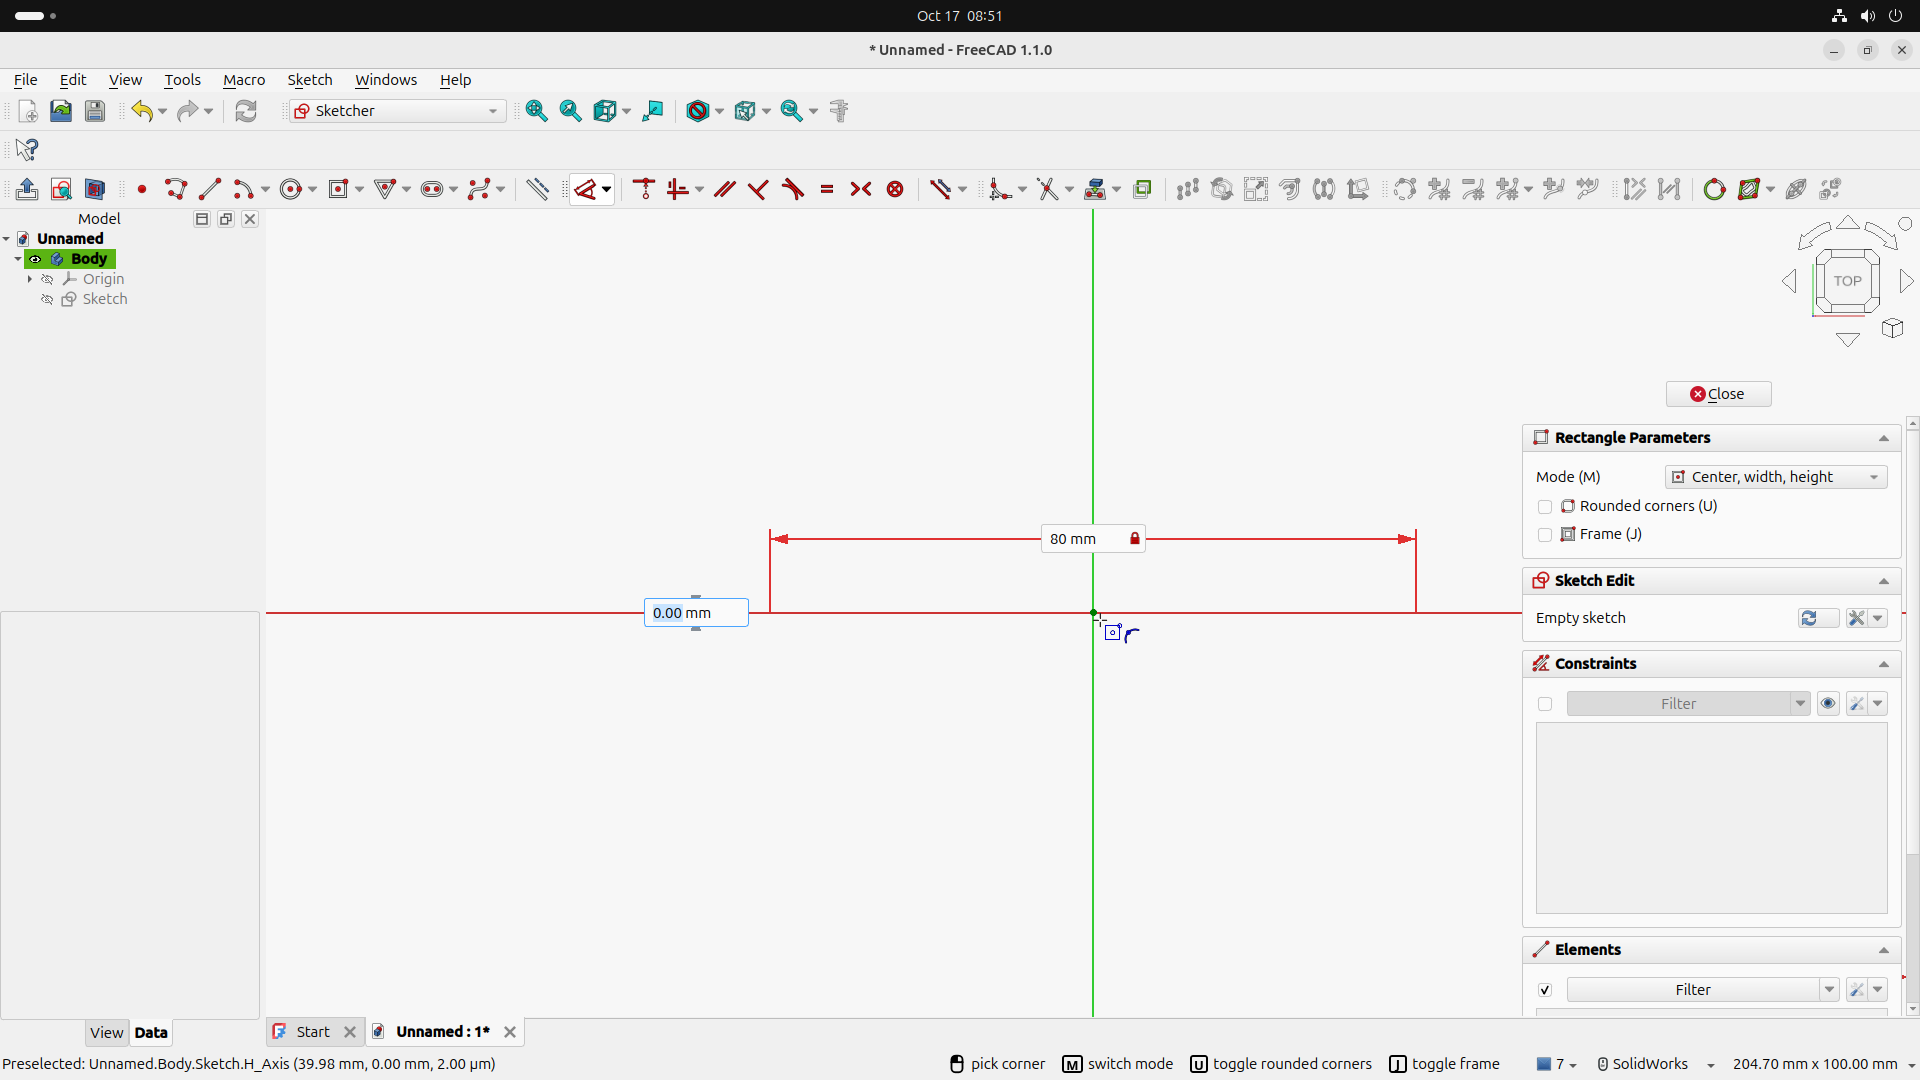 Oct 17 08:51
* Unnamed - FreeCAD 1.1.0
File Edit View Tools Macro Sketch Windows Help
Sketcher
Model
Unnamed
Body
Origin
Sketch
TOP
Close
Rectangle Parameters
Mode (M) Center, width, height
Rounded corners (U)
Frame (J)
80 mm
0.00 mm
Sketch Edit
Empty sketch
Constraints
Filter
Elements
Filter
View Data
Start Unnamed : 1*
Preselected: Unnamed.Body.Sketch.H_Axis (39.98 mm, 0.00 mm, 2.00 µm) pick corner M switch mode U toggle rounded corners J toggle frame 7 SolidWorks 204.70 mm x 100.00 mm